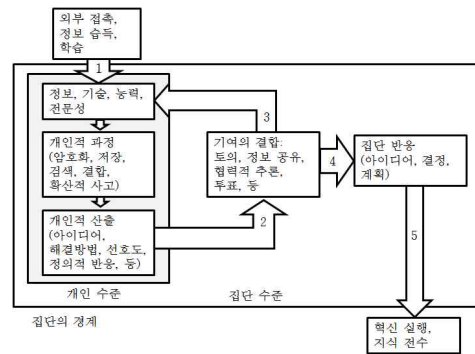 외부 접촉,
정보 습득,
학습
1
정보, 기술, 능력,
전문성
개인적 과정
(암호화, 저장,
검색, 결합,
확산적 사고)
개인적 산출
(아이디어,
해결방법, 선호도,
정의적 반응, 등)
개인 수준
2
3
기여의 결합:
토의, 정보 공유,
협력적 추론,
투표, 등
4
집단 반응
(아이디어, 결정,
계획)
5
집단 수준
집단의 경계
혁신 실행,
지식 전수